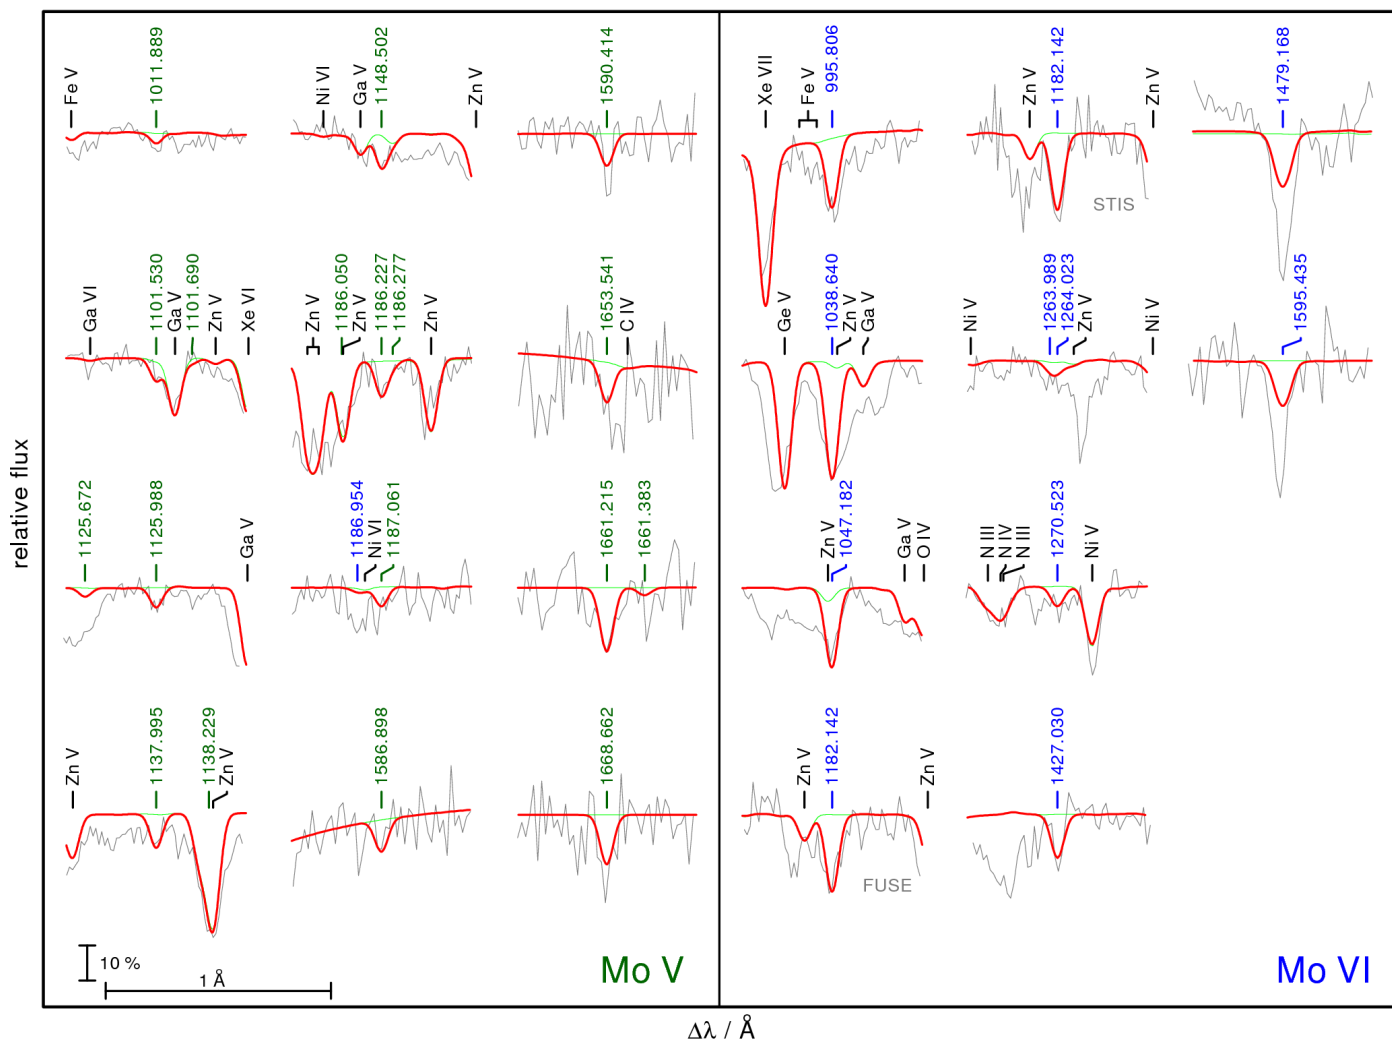 relative flux
Fe V
1011.889
Ni VI
Ga V
1148.502
Zn V
1590.414
Xe VII
Fe V
995.806
Zn V
1182.142
Zn V
STIS
1479.168
Ga VI
1101.530
Ga V
1101.690
Zn V
Xe VI
Zn V
1186.050
Zn V
1186.227
1186.277
Zn V
1653.541
C IV
Ge V
1038.640
Zn V
Ga V
Ni V
1263.989
1264.023
Zn V
Ni V
1595.435
1125.672
1125.988
Ga V
1186.954
Ni VI
1187.061
1661.215
1661.383
Zn V
1047.182
Ga V
O IV
N III
N IV
N III
1270.523
Ni V
Zn V
1137.995
1138.229
Zn V
1586.898
1668.662
Zn V
1182.142
Zn V
FUSE
1427.030
10 %
1 Å
Mo V
Mo VI
Δλ / Å